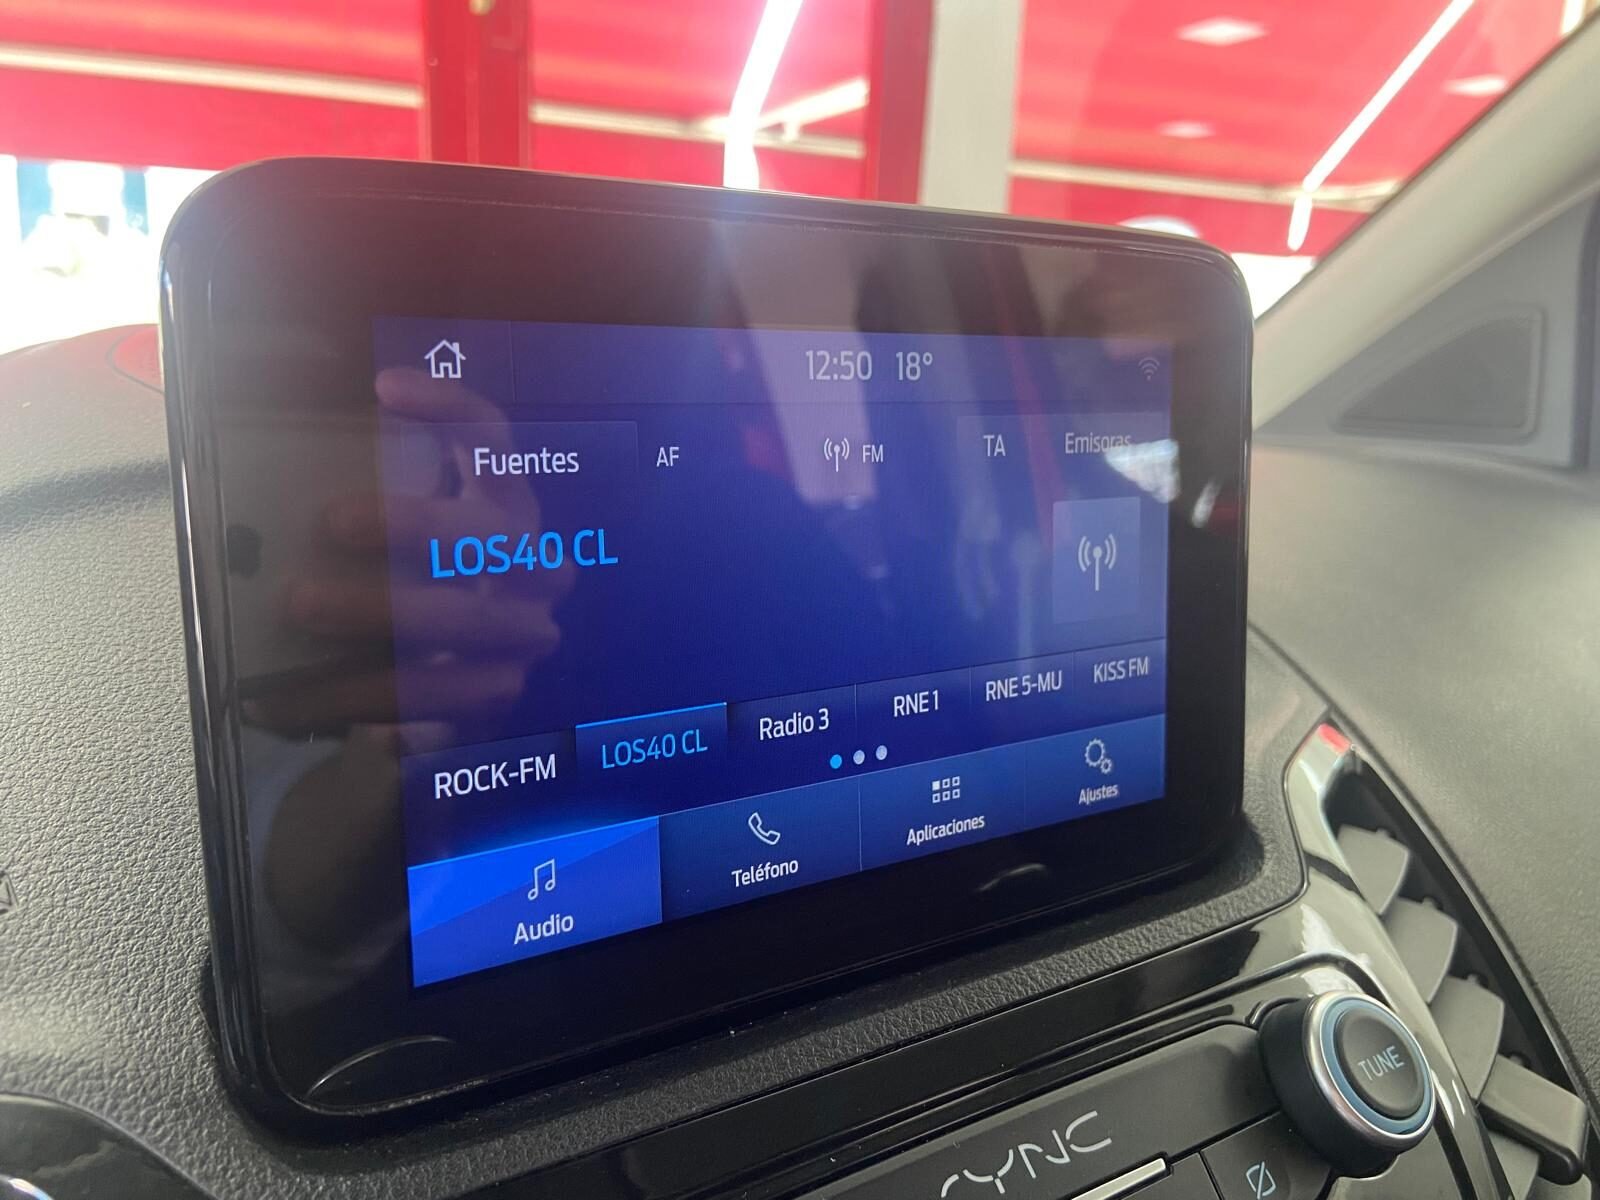 12:50 18°
Fuentes AF FM TA Emisoras
LOS40 CL
ROCK-FM LOS40 CL Radio 3 RNE 1 RNE 5-MU KISS FM
Audio Teléfono Aplicaciones Ajustes
TUNE
SYNC